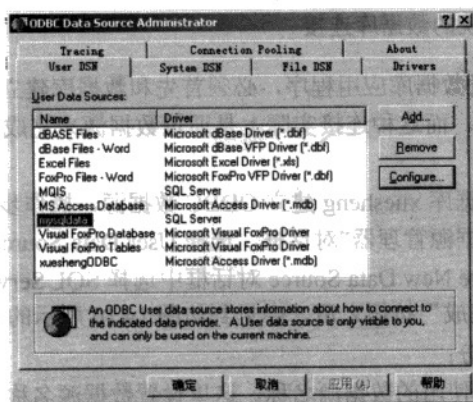 ODBC Data Source Administrator
Tracing Connection Pooling About
User DSN System DSN File DSN Drivers
User Data Sources:
Name Driver
dBASE Files Microsoft dBase Driver (*.dbf)
dBase Files - Word Microsoft dBase VFP Driver (*.dbf)
Excel Files Microsoft Excel Driver (*.xls)
FoxPro Files - Word Microsoft FoxPro VFP Driver (*.dbf)
MQIS SQL Server
MS Access Database Microsoft Access Driver (*.mdb)
mysqldata SQL Server
Visual FoxPro Database Microsoft Visual FoxPro Driver
Visual FoxPro Tables Microsoft Visual FoxPro Driver
xueshengODBC Microsoft Access Driver (*.mdb)
Add...
Remove
Configure...
An ODBC User data source stores information about how to connect to
the indicated data provider. A User data source is only visible to you,
and can only be used on the current machine.
确定 取消 应用(A) 帮助